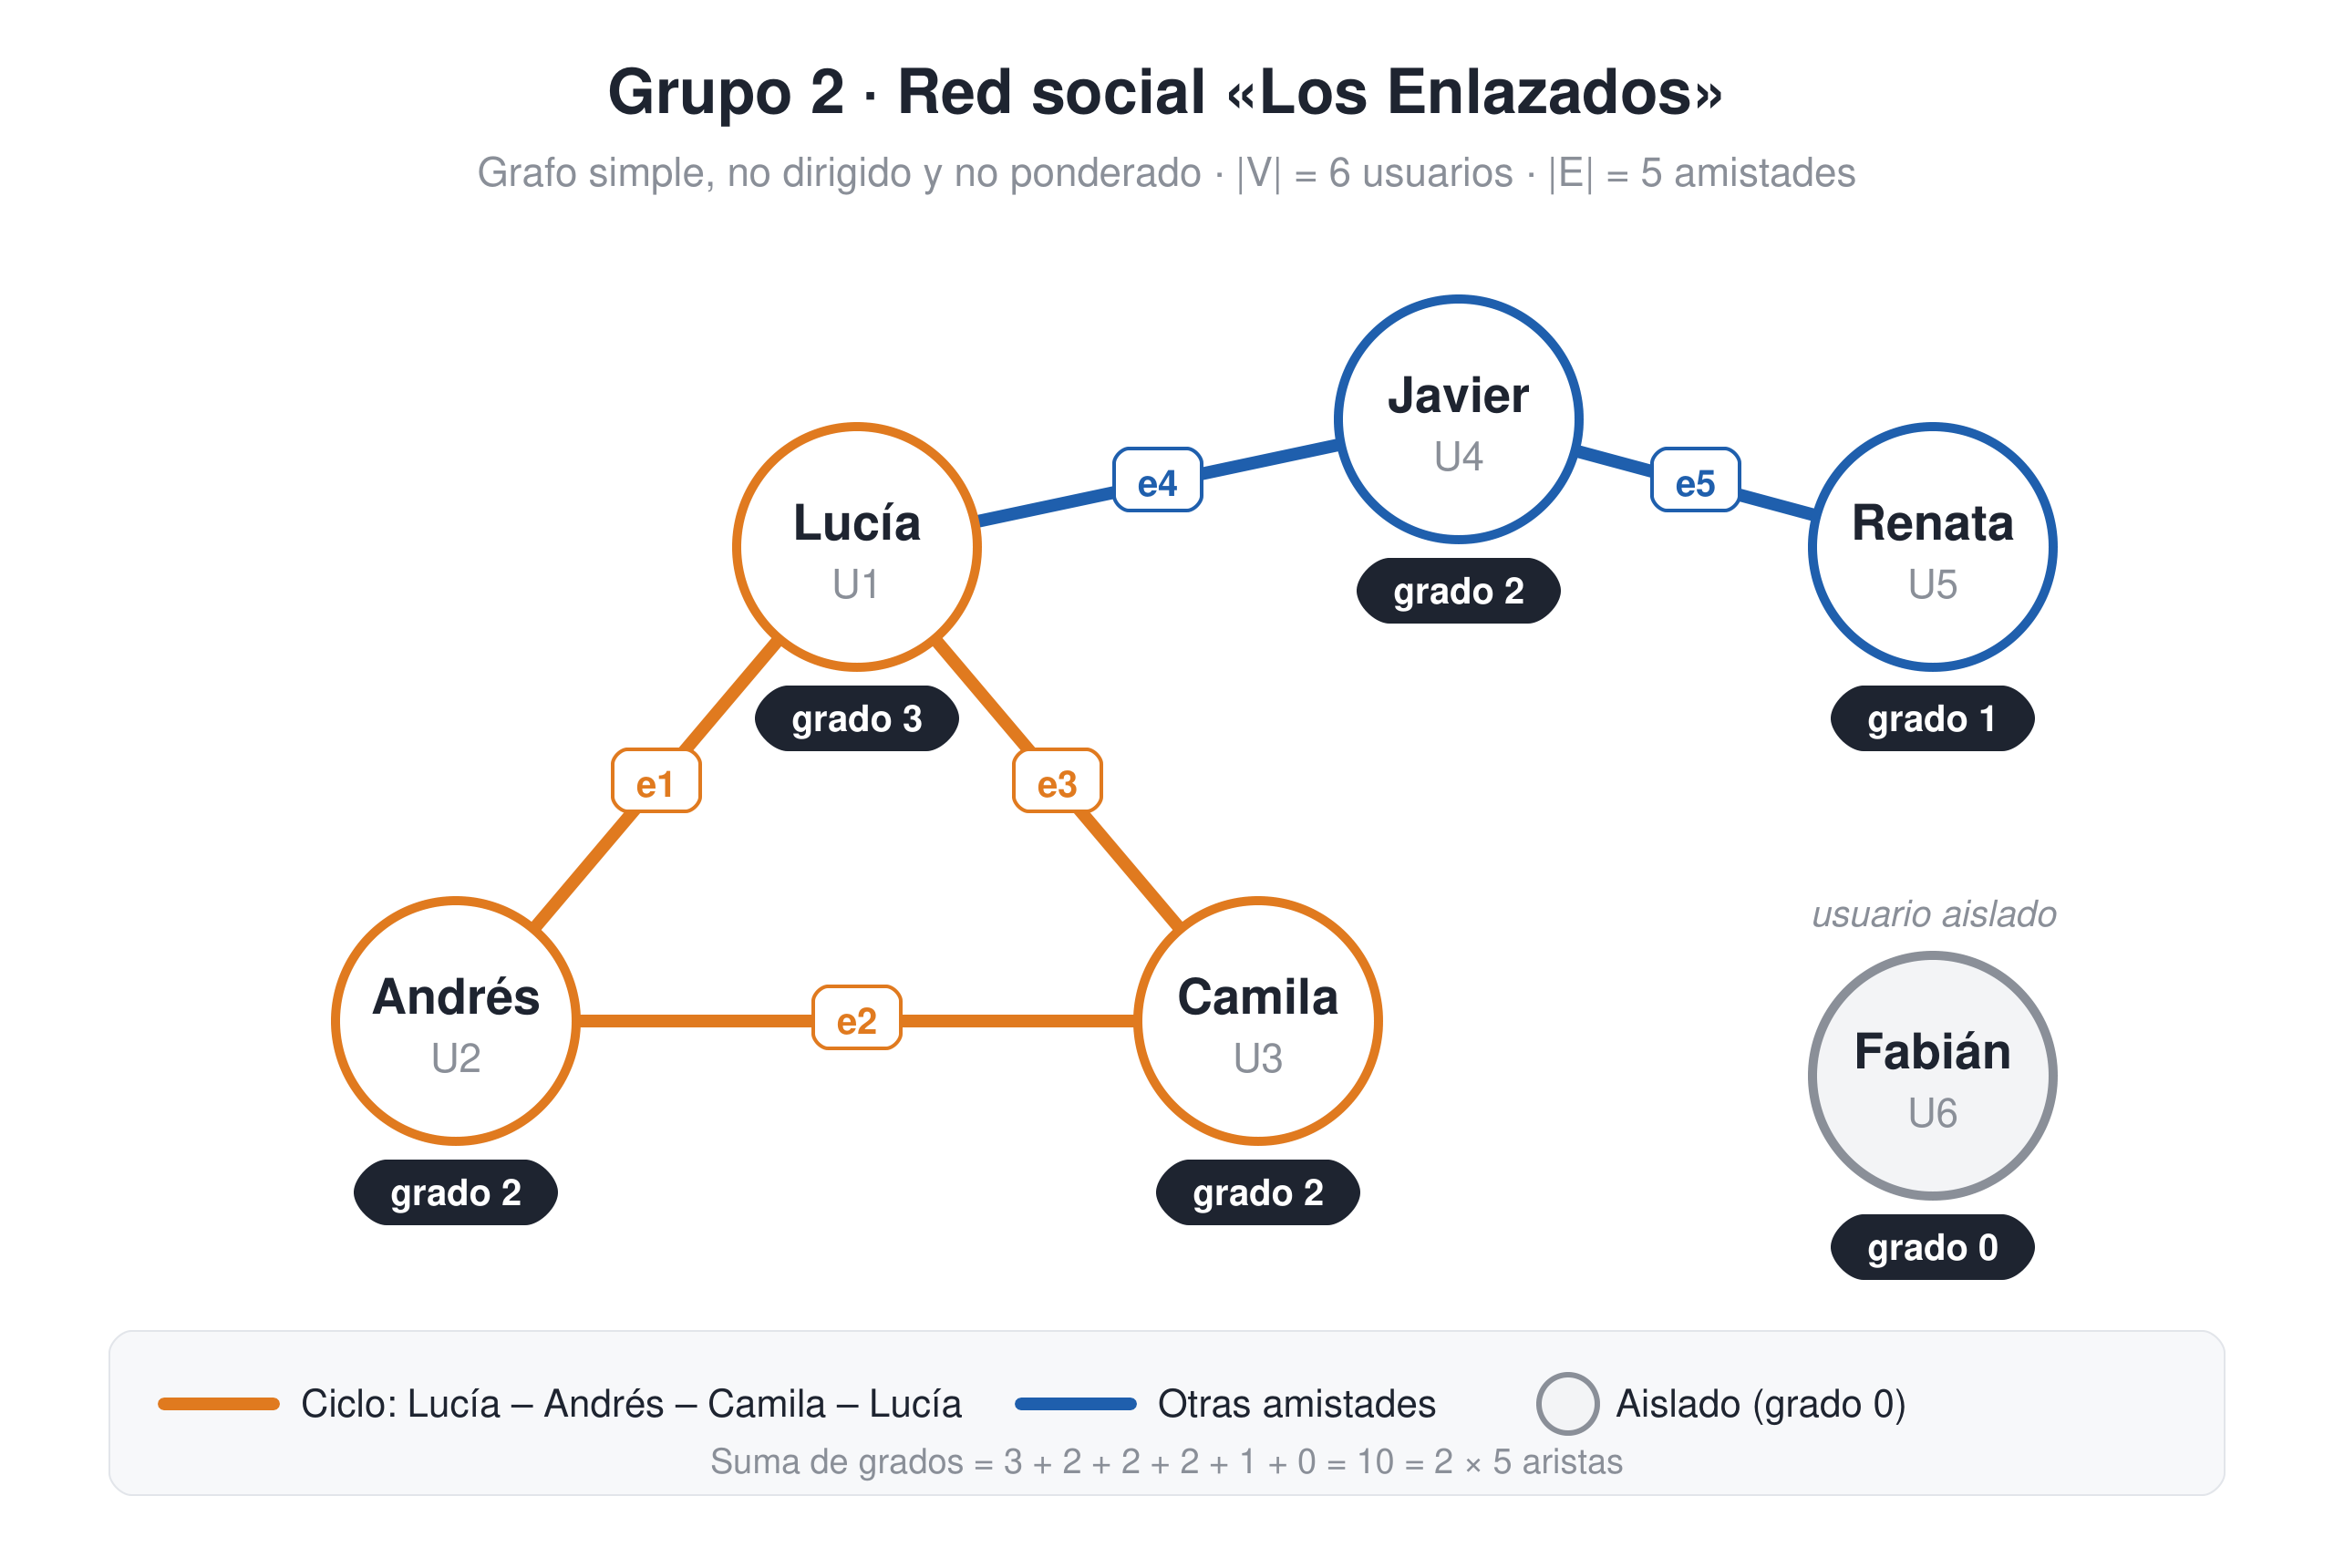 Grupo 2 · Red social «Los Enlazados»
Grafo simple, no dirigido y no ponderado · |V| = 6 usuarios · |E| = 5 amistades
Javier
U4
grado 2
e4
e5
Lucía
U1
grado 3
Renata
U5
grado 1
e1
e3
usuario aislado
Andrés
U2
grado 2
e2
Camila
U3
grado 2
Fabián
U6
grado 0
Ciclo: Lucía – Andrés – Camila – Lucía
Otras amistades
Aislado (grado 0)
Suma de grados = 3 + 2 + 2 + 2 + 1 + 0 = 10 = 2 × 5 aristas